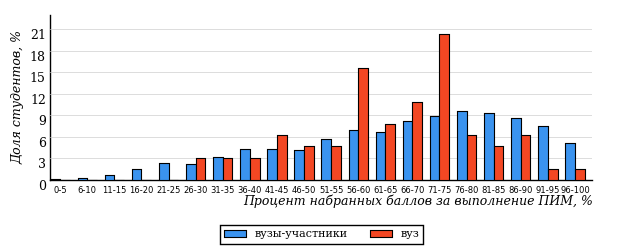 Доля студентов, %
21
18
15
12
9
6
3
0
0-5 6-10 11-15 16-20 21-25 26-30 31-35 36-40 41-45 46-50 51-55 56-60 61-65 66-70 71-75 76-80 81-85 86-90 91-95 96-100
Процент набранных баллов за выполнение ПИМ, %
вузы-участники вуз